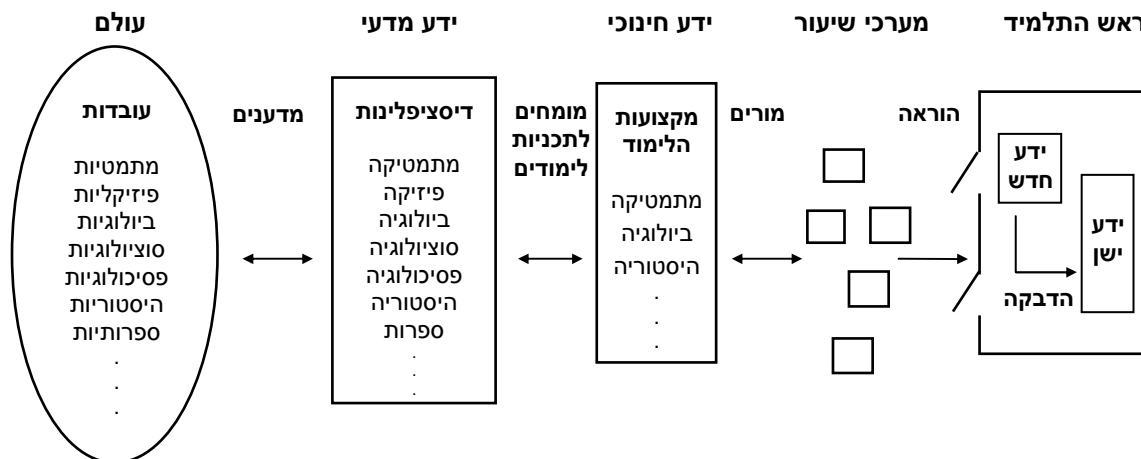 עולם
ידע מדעי
ידע חינוכי
מערכי שיעור
ראש התלמיד
עובדות
מתמטיות
פיזיקליות
ביולוגיות
סוציולוגיות
פסיכולוגיות
היסטוריות
ספרותיות
.
.
.
מדענים
דיסציפלינות
מתמטיקה
פיזיקה
ביולוגיה
סוציולוגיה
פסיכולוגיה
היסטוריה
ספרות
.
.
.
מומחים
לתכניות
לימודים
מקצועות
הלימוד
מתמטיקה
ביולוגיה
היסטוריה
.
.
.
מורים
הוראה
ידע
חדש
ידע
ישן
הדבקה